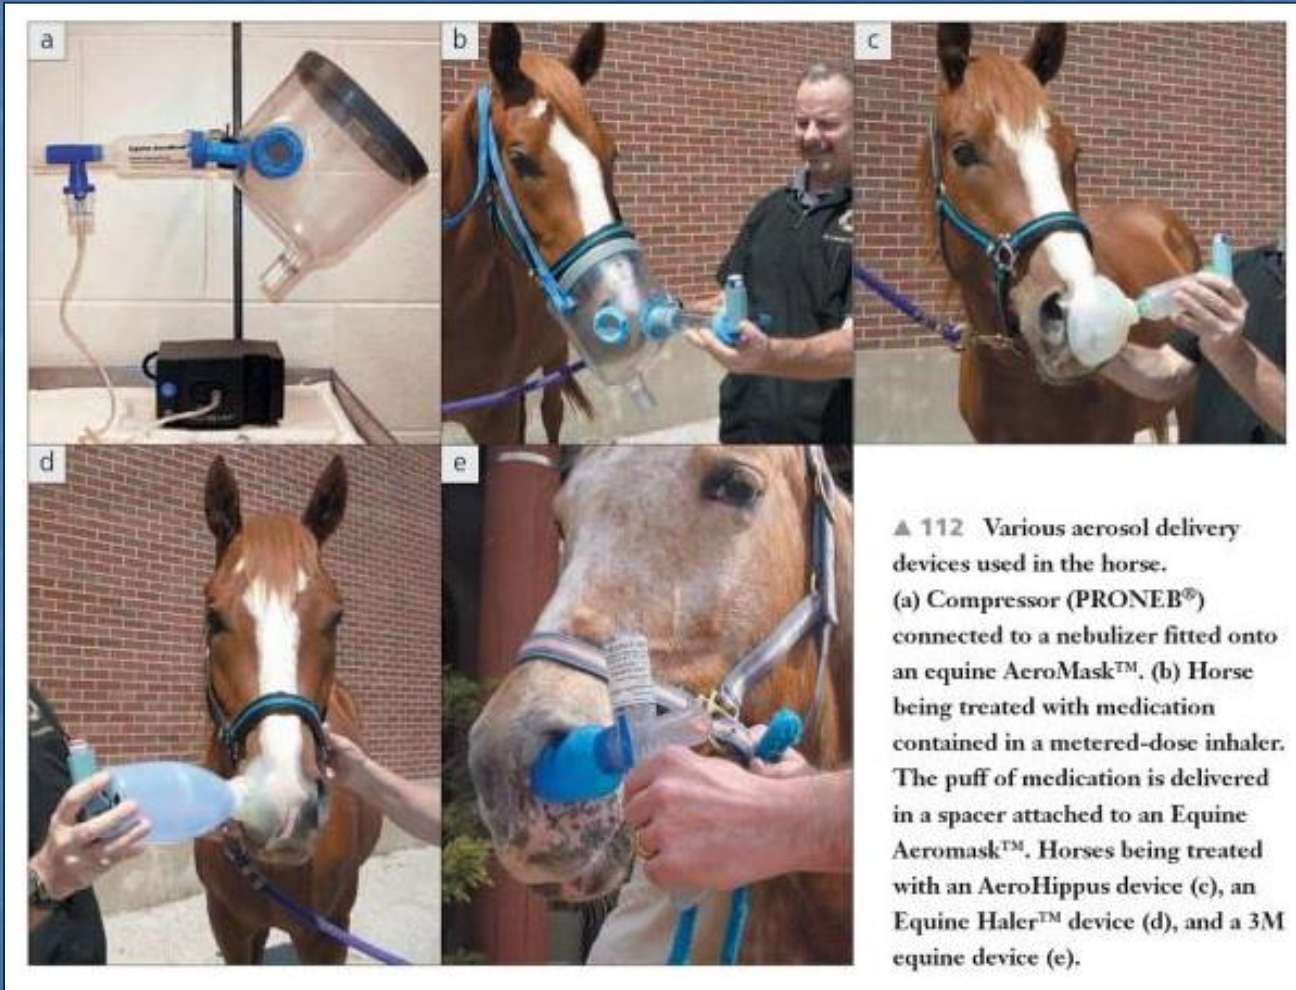 a
b
c
d
e
▲ 112 Various aerosol delivery
devices used in the horse.
(a) Compressor (PRONEB®)
connected to a nebulizer fitted onto
an equine AeroMask™. (b) Horse
being treated with medication
contained in a metered-dose inhaler.
The puff of medication is delivered
in a spacer attached to an Equine
Aeromask™. Horses being treated
with an AeroHippus device (c), an
Equine Haler™ device (d), and a 3M
equine device (e).